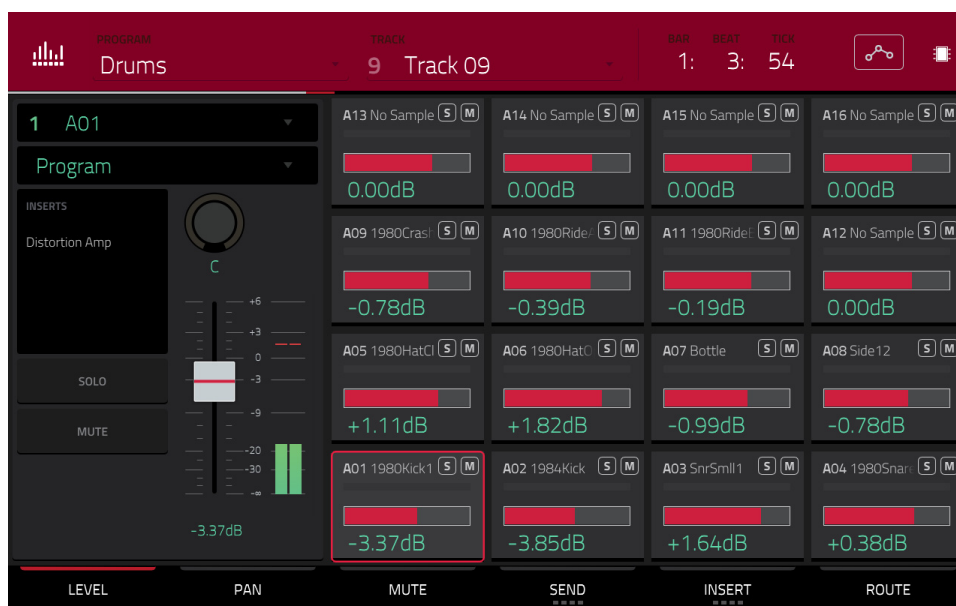 PROGRAM TRACK BAR BEAT TICK
Drums 9 Track 09 1: 3: 54
1 A01
Program
INSERTS
Distortion Amp
C
+6
+3
0
-3
-9
-20
-30
-∞
SOLO
MUTE
-3.37dB
A13 No Sample S M A14 No Sample S M A15 No Sample S M A16 No Sample S M
0.00dB 0.00dB 0.00dB 0.00dB
A09 1980Crash S M A10 1980RideA S M A11 1980RideB S M A12 No Sample S M
-0.78dB -0.39dB -0.19dB 0.00dB
A05 1980HatCl S M A06 1980HatO S M A07 Bottle S M A08 Side12 S M
+1.11dB +1.82dB -0.99dB -0.78dB
A01 1980Kick1 S M A02 1984Kick S M A03 SnrSmll1 S M A04 1980Snare S M
-3.37dB -3.85dB +1.64dB +0.38dB
LEVEL PAN MUTE SEND INSERT ROUTE